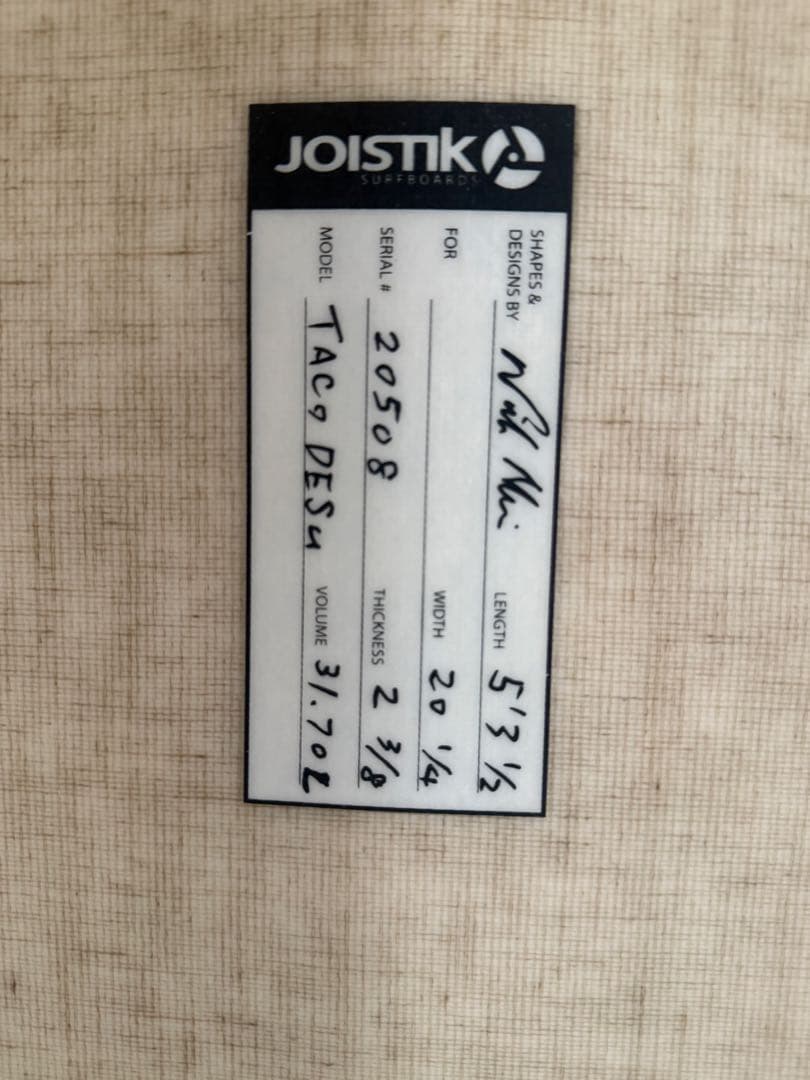 JOISTIK
SURFBOARDS
SHAPES &
DESIGNS BY
LENGTH 5'3 1/2
FOR
WIDTH 20 1/4
SERIAL # 20508
THICKNESS 2 3/8
MODEL TACO DESU
VOLUME 31.70L